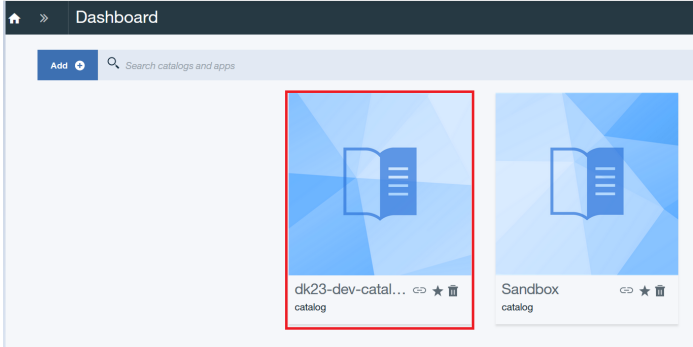 Dashboard
Add
Search catalogs and apps
dk23-dev-catal...
catalog
Sandbox
catalog